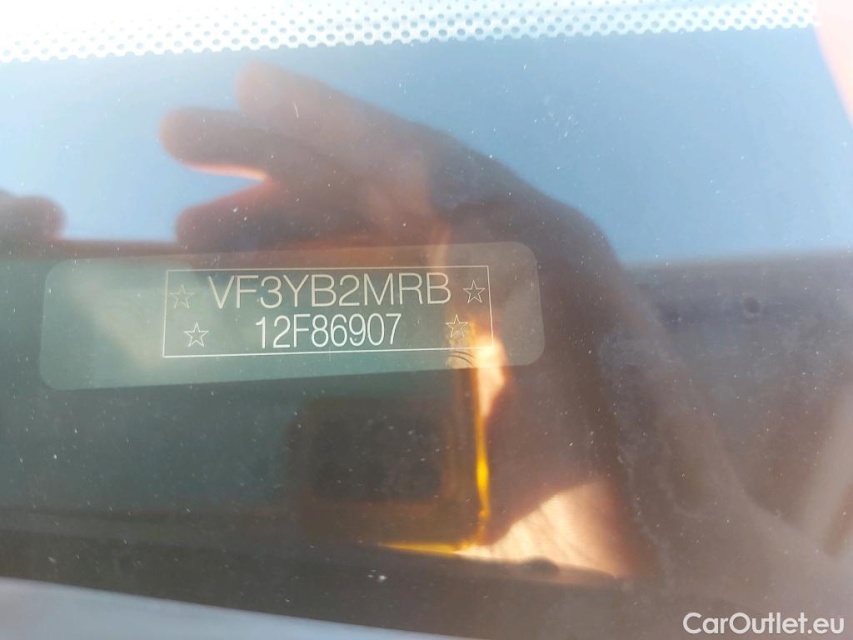 ☆ VF3YB2MRB ☆
☆ 12F86907 ☆
CarOutlet.eu